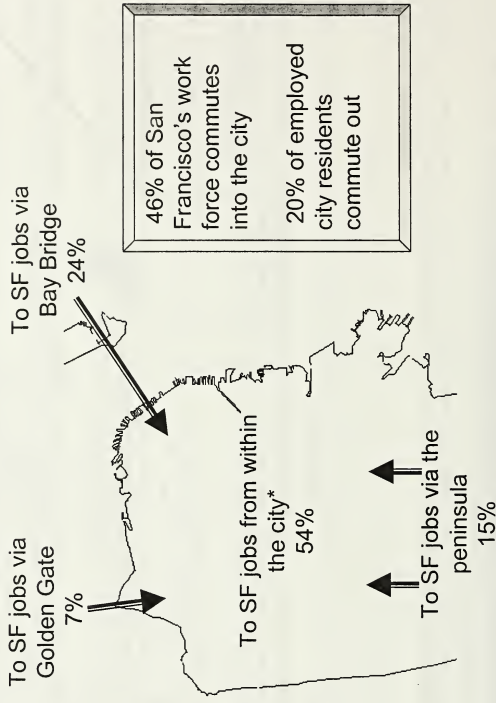 To SF jobs via
Golden Gate
7%
To SF jobs via
Bay Bridge
24%
To SF jobs from within
the city*
54%
To SF jobs via the
peninsula
15%
46% of San
Francisco's work
force commutes
into the city
20% of employed
city residents
commute out